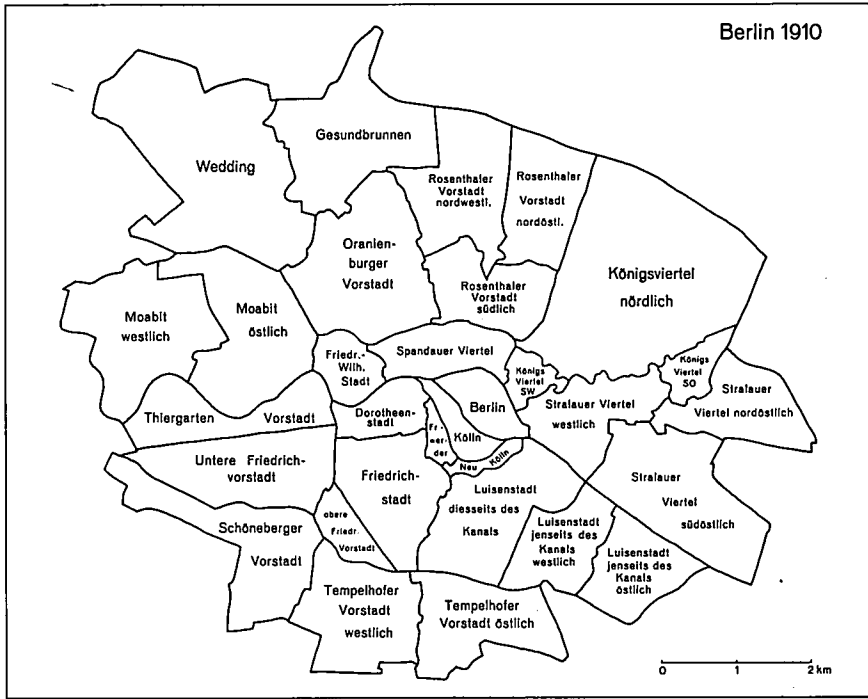 Berlin 1910
Gesundbrunnen
Wedding
Rosenthaler
Vorstadt
nordwestl.
Rosenthaler
Vorstadt
nordöstl.
Oranien-
burger
Vorstadt
Rosenthaler
Vorstadt
südlich
Königsviertel
nördlich
Moabit
westlich
Moabit
östlich
Friedr.-
Wilh.
Stadt
Spandauer Viertel
Königs
Viertel
SW
Königs
Viertel
SO
Stralauer
Viertel nordöstlich
Thiergarten Vorstadt
Dorotheen-
stadt
Berlin
Stralauer Viertel
westlich
Fr.-
Werder
Kölln
Neu Kölln
Untere Friedrich-
vorstadt
Friedrich-
stadt
Luisenstadt
diesseits des
Kanals
Stralauer
Viertel
südöstlich
Schöneberger
Vorstadt
obere
Friedr.
Vorstadt
Luisenstadt
jenseits des
Kanals
westlich
Luisenstadt
jenseits des
Kanals
östlich
Tempelhofer
Vorstadt
westlich
Tempelhofer
Vorstadt östlich
0 1 2 km